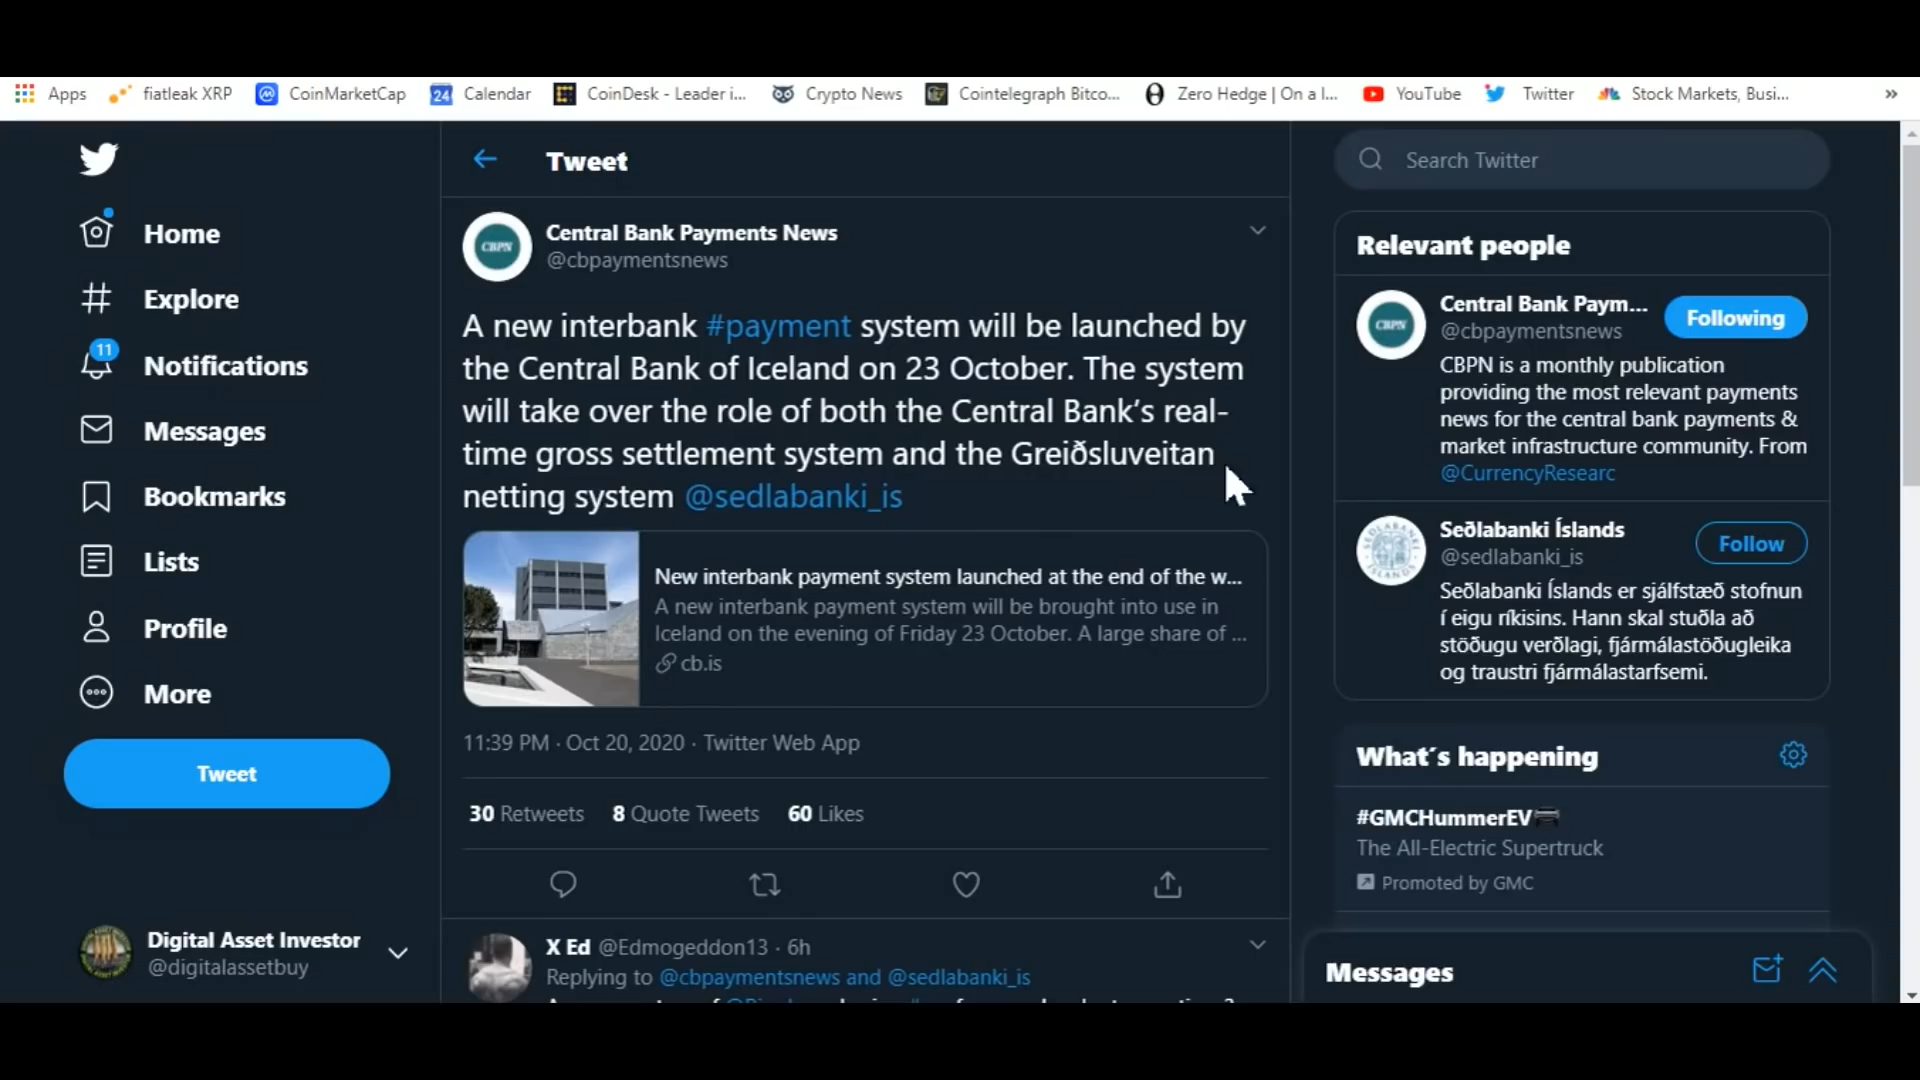 Apps
fiatleak XRP
CoinMarketCap
24
Calendar
CoinDesk - Leader i...
Crypto News
Cointelegraph Bitco...
Zero Hedge | On a l...
YouTube
Twitter
Stock Markets, Busi...
»
Home
Explore
11
Notifications
Messages
Bookmarks
Lists
Profile
More
Tweet
Digital Asset Investor
@digitalassetbuy
Tweet
CBPN
Central Bank Payments News
@cbpaymentsnews
A new interbank #payment system will be launched by
the Central Bank of Iceland on 23 October. The system
will take over the role of both the Central Bank's real-
time gross settlement system and the Greiðsluveitan
netting system @sedlabanki_is
New interbank payment system launched at the end of the w...
A new interbank payment system will be brought into use in
Iceland on the evening of Friday 23 October. A large share of ...
cb.is
11:39 PM · Oct 20, 2020 · Twitter Web App
30 Retweets 8 Quote Tweets 60 Likes
X Ed @Edmogeddon13 · 6h
Replying to @cbpaymentsnews and @sedlabanki_is
Search Twitter
Relevant people
CBPN
Central Bank Paym...
@cbpaymentsnews
Following
CBPN is a monthly publication
providing the most relevant payments
news for the central bank payments &
market infrastructure community. From
@CurrencyResearc
SEÐLABANKI ÍSLANDS
Seðlabanki Íslands
@sedlabanki_is
Follow
Seðlabanki Íslands er sjálfstæð stofnun
í eigu ríkisins. Hann skal stuðla að
stöðugu verðlagi, fjármálastöðugleika
og traustri fjármálastarfsemi.
What's happening
#GMCHummerEV
The All-Electric Supertruck
Promoted by GMC
Messages